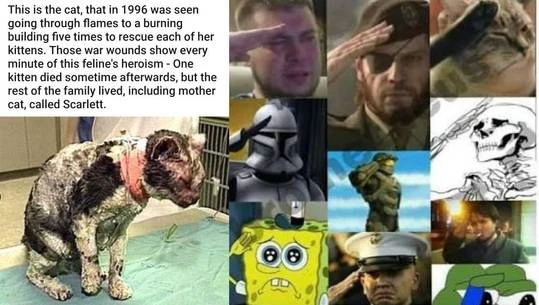 This is the cat, that in 1996 was seen
going through flames to a burning
building five times to rescue each of her
kittens. Those war wounds show every
minute of this feline's heroism - One
kitten died sometime afterwards, but the
rest of the family lived, including mother
cat, called Scarlett.